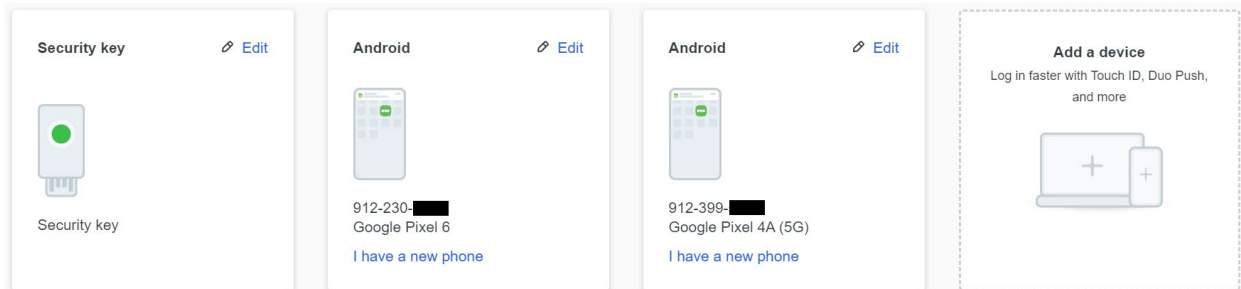 Security key
Edit
Security key
Android
Edit
912-230-
Google Pixel 6
I have a new phone
Android
Edit
912-399-
Google Pixel 4A (5G)
I have a new phone
Add a device
Log in faster with Touch ID, Duo Push,
and more